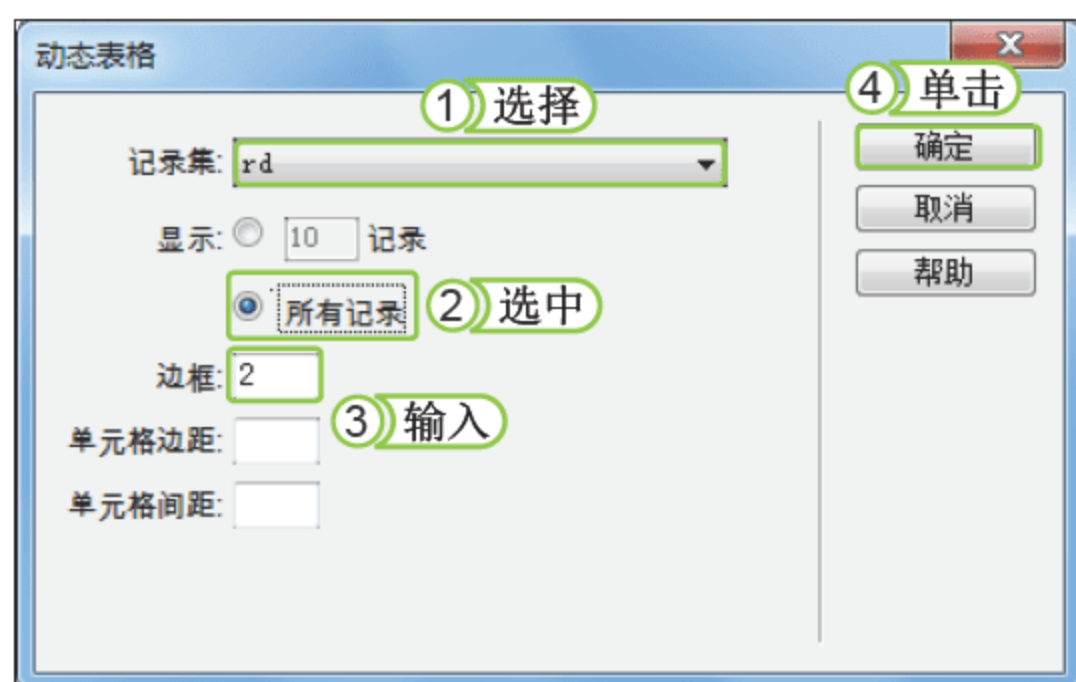 动态表格
① 选择
④ 单击
记录集: rd
确定
取消
显示: 10 记录
帮助
所有记录
② 选中
边框: 2
③ 输入
单元格边距:
单元格间距: